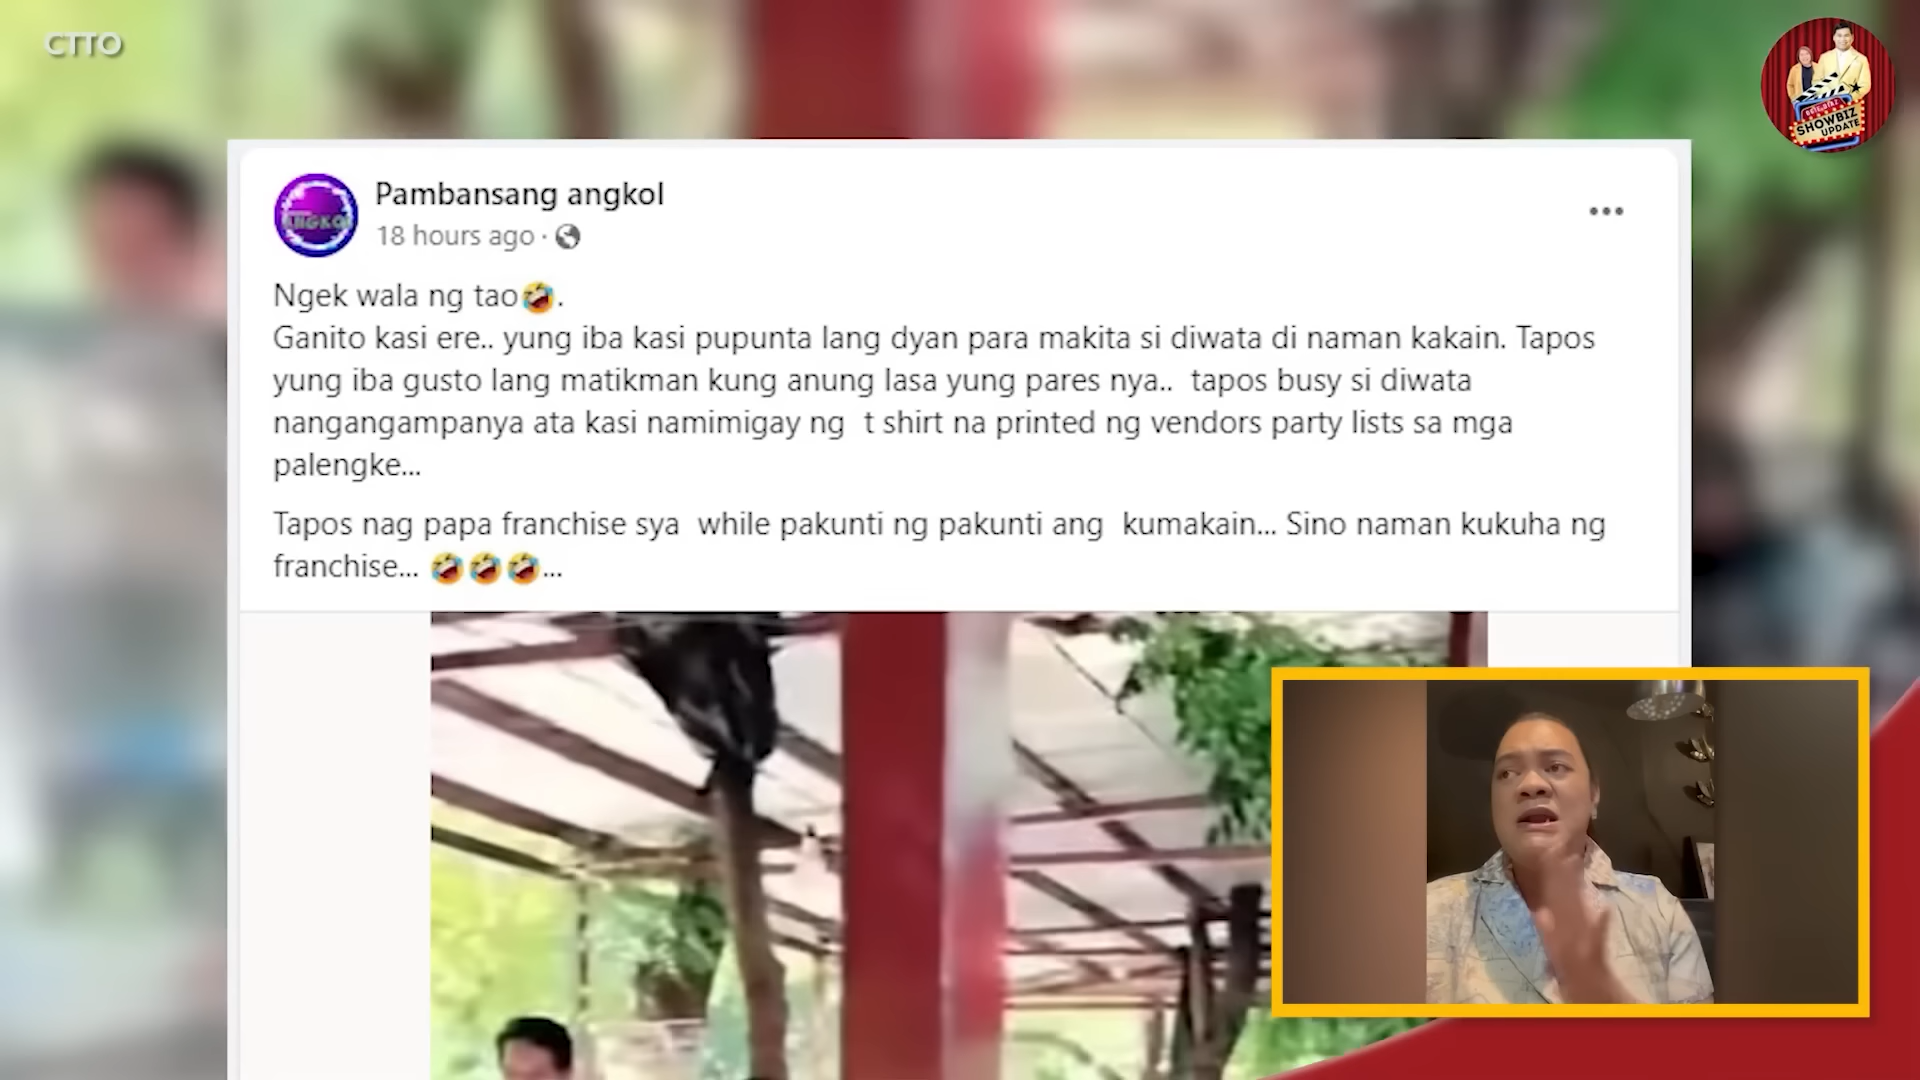 CTTO
SHOWBIZ
UPDATE
Pambansang angkol
18 hours ago ·
ANGKOL
Ngek wala ng tao🤣.
Ganito kasi ere.. yung iba kasi pupunta lang dyan para makita si diwata di naman kakain. Tapos
yung iba gusto lang matikman kung anung lasa yung pares nya.. tapos busy si diwata
nangangampanya ata kasi namimigay ng t shirt na printed ng vendors party lists sa mga
palengke...
Tapos nag papa franchise sya while pakunti ng pakunti ang kumakain... Sino naman kukuha ng
franchise... 🤣🤣🤣...